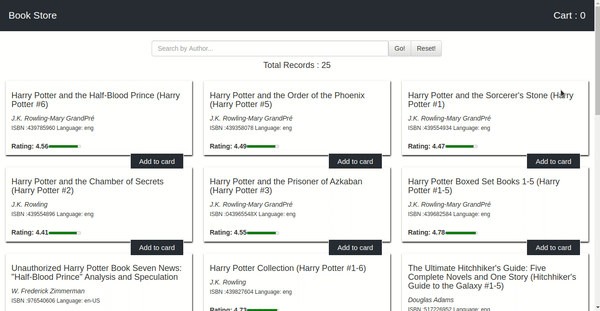 Book Store
Cart : 0
Search by Author...
Go!
Reset!
Total Records : 25
Harry Potter and the Half-Blood Prince (Harry
Potter #6)
J.K. Rowling-Mary GrandPré
ISBN :439785960 Language: eng
Rating: 4.56
Add to card
Harry Potter and the Order of the Phoenix
(Harry Potter #5)
J.K. Rowling-Mary GrandPré
ISBN :439358078 Language: eng
Rating: 4.49
Add to card
Harry Potter and the Sorcerer's Stone (Harry
Potter #1)
J.K. Rowling-Mary GrandPré
ISBN :439554934 Language: eng
Rating: 4.47
Add to card
Harry Potter and the Chamber of Secrets
(Harry Potter #2)
J.K. Rowling
ISBN :439554896 Language: eng
Rating: 4.41
Add to card
Harry Potter and the Prisoner of Azkaban
(Harry Potter #3)
J.K. Rowling-Mary GrandPré
ISBN :043965548X Language: eng
Rating: 4.55
Add to card
Harry Potter Boxed Set Books 1-5 (Harry
Potter #1-5)
J.K. Rowling-Mary GrandPré
ISBN :439682584 Language: eng
Rating: 4.78
Add to card
Unauthorized Harry Potter Book Seven News:
"Half-Blood Prince" Analysis and Speculation
W. Frederick Zimmerman
ISBN :976540606 Language: en-US
Harry Potter Collection (Harry Potter #1-6)
J.K. Rowling
ISBN :439827604 Language: eng
Rating: 4.73
The Ultimate Hitchhiker's Guide: Five
Complete Novels and One Story (Hitchhiker's
Guide to the Galaxy #1-5)
Douglas Adams
ISBN :517226952 Language: eng